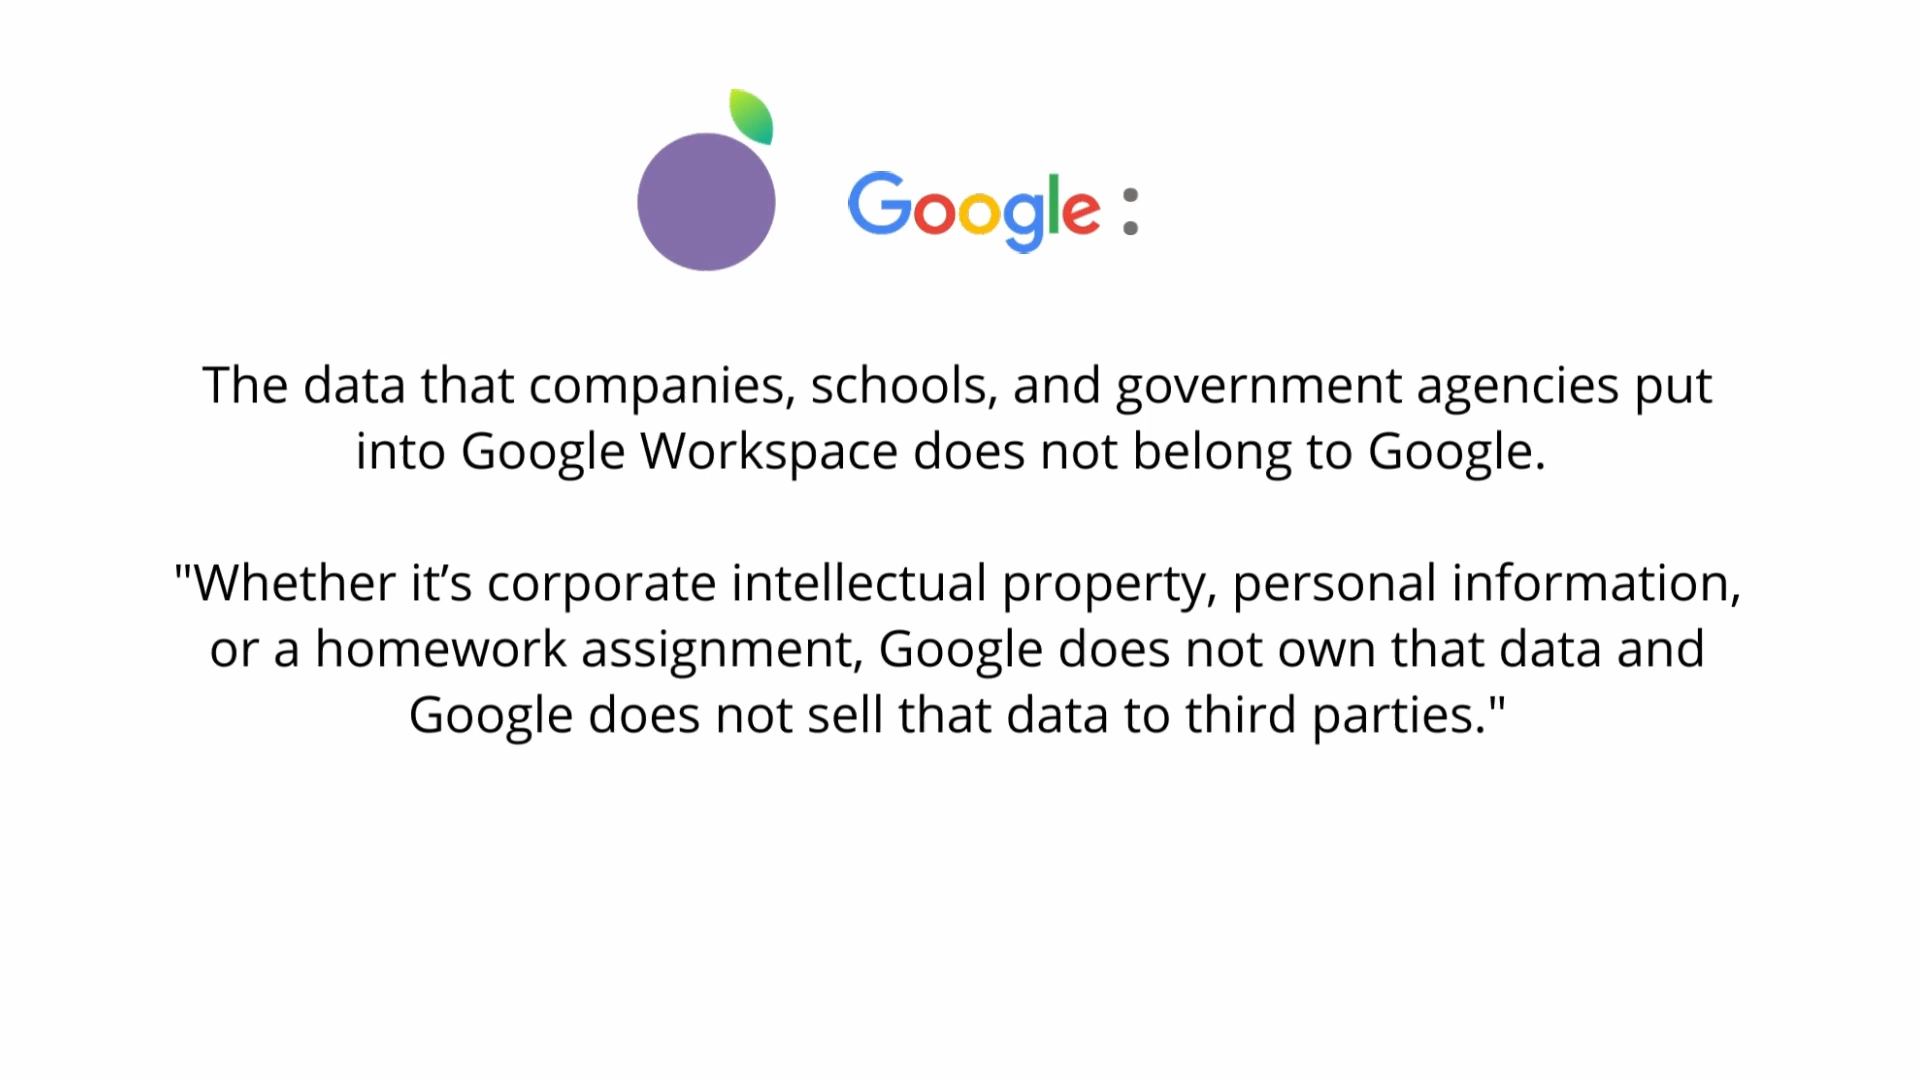 Google :
The data that companies, schools, and government agencies put
into Google Workspace does not belong to Google.
"Whether it’s corporate intellectual property, personal information,
or a homework assignment, Google does not own that data and
Google does not sell that data to third parties."